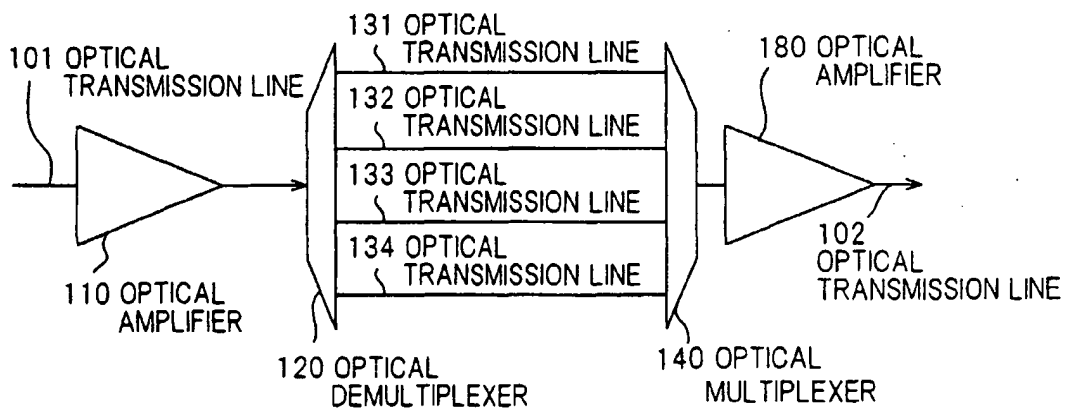 101 OPTICAL
TRANSMISSION LINE
131 OPTICAL
TRANSMISSION LINE
132 OPTICAL
TRANSMISSION LINE
133 OPTICAL
TRANSMISSION LINE
134 OPTICAL
TRANSMISSION LINE
180 OPTICAL
AMPLIFIER
102
OPTICAL
TRANSMISSION LINE
110 OPTICAL
AMPLIFIER
120 OPTICAL
DEMULTIPLEXER
140 OPTICAL
MULTIPLEXER